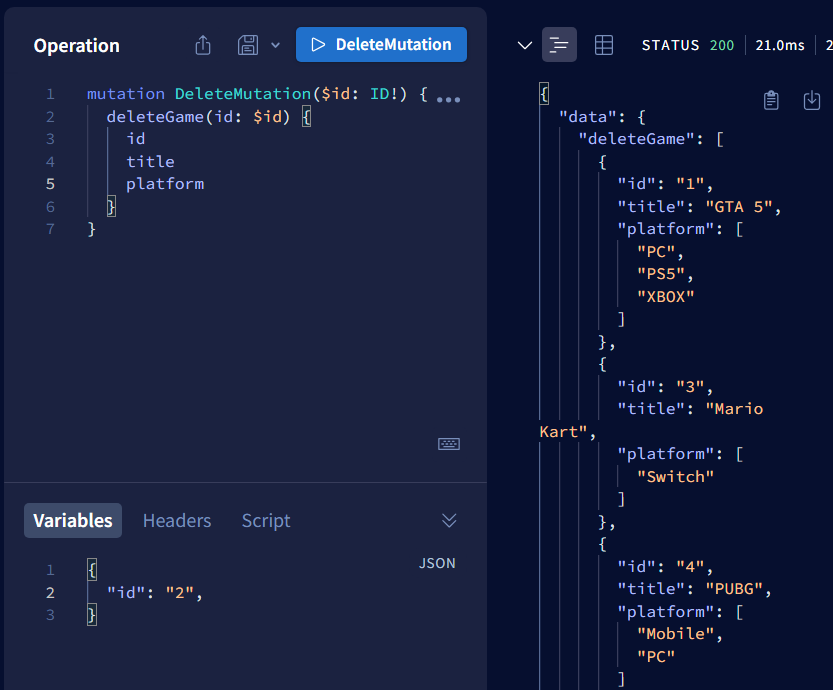 Operation
DeleteMutation
1 mutation DeleteMutation($id: ID!) {
2 deleteGame(id: $id) {
3 id
4 title
5 platform
6 }
7 }
Variables Headers Script
JSON
1 {
2 "id": "2",
3 }
STATUS 200 21.0ms 2
{
"data": {
"deleteGame": [
{
"id": "1",
"title": "GTA 5",
"platform": [
"PC",
"PS5",
"XBOX"
]
},
{
"id": "3",
"title": "Mario
Kart",
"platform": [
"Switch"
]
},
{
"id": "4",
"title": "PUBG",
"platform": [
"Mobile",
"PC"
]